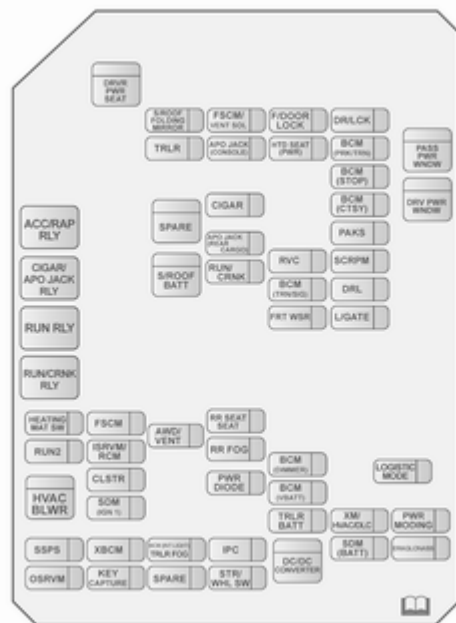 DRVR
PWR
SEAT
S/ROOF
FOLDING
MIRROR
FSCM/
VENT SOL
F/DOOR
LOCK
DR/LCK
TRLR
APO JACK
(CONSOLE)
HTD SEAT
(PWR)
BCM
(PRK/TRN)
PASS
PWR
WNDW
BCM
(STOP)
DRV PWR
WNDW
CIGAR
BCM
(CTSY)
ACC/RAP
RLY
SPARE
PAKS
APO JACK
(REAR
CARGO)
CIGAR/
APO JACK
RLY
S/ROOF
BATT
RUN/
CRNK
RVC
SCRPM
BCM
(TRN/SIG)
DRL
RUN RLY
FRT WSR
L/GATE
RUN/CRNK
RLY
HEATING
MAT SW
FSCM
RR SEAT
SEAT
AWD/
VENT
RUN2
ISRVM/
RCM
RR FOG
BCM
(DIMMER)
LOGISTIC
MODE
CLSTR
PWR
DIODE
HVAC
BLWR
BCM
(VBATT)
SDM
(IGN 1)
TRLR
BATT
XM/
HVAC/DLC
PWR
MODING
SSPS
XBCM
TRLR FOG
IPC
DC/DC
CONVERTER
SDM
(BATT)
OSRVM
KEY
CAPTURE
SPARE
STR/
WHL SW